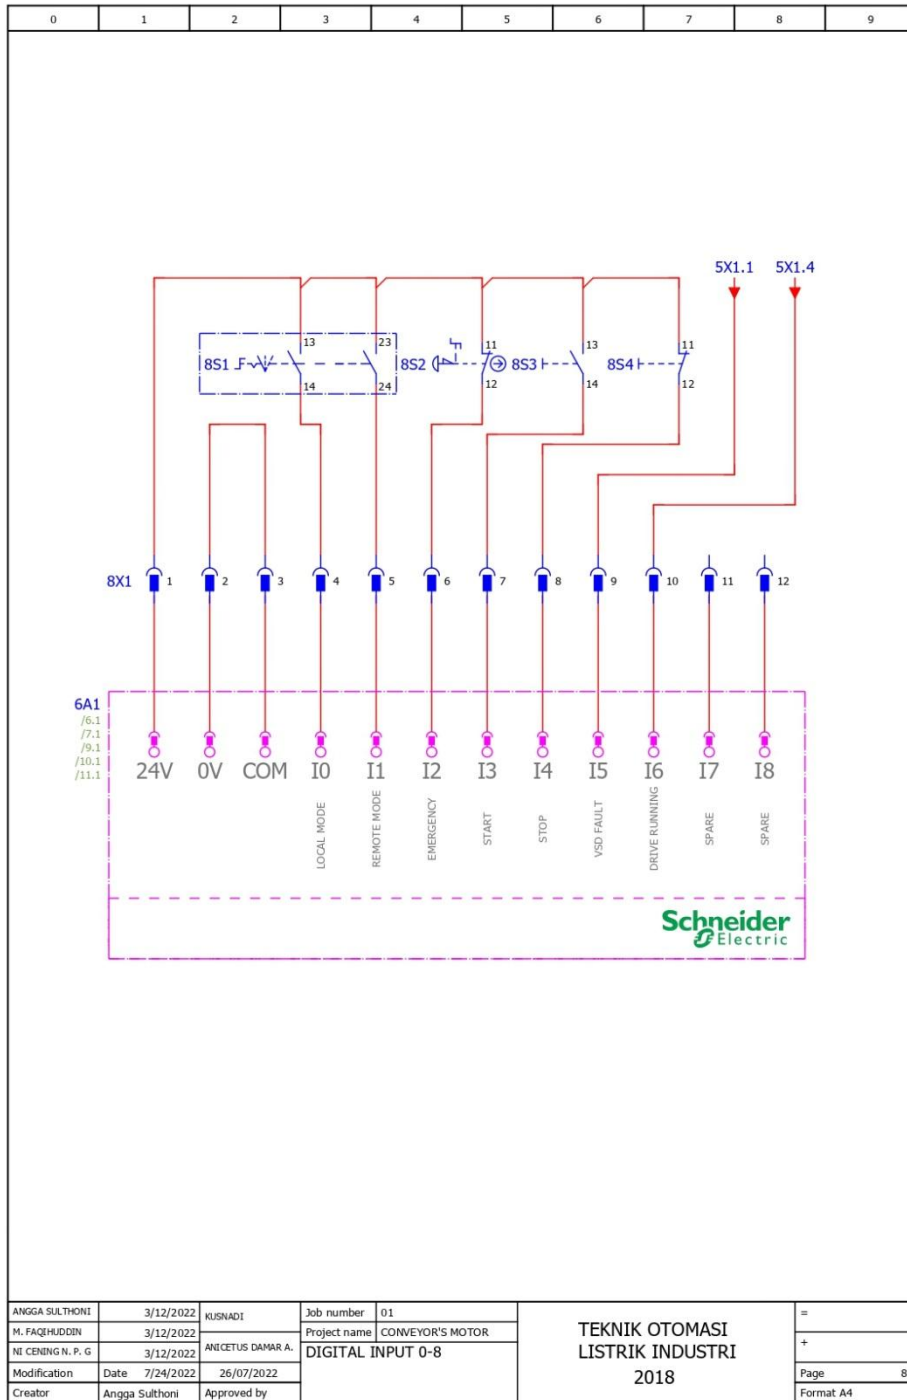 0 1 2 3 4 5 6 7 8 9
5X1.1 5X1.4
13 23 11 13 11
8S1 8S2 8S3 8S4
14 24 12 14 12
8X1 1 2 3 4 5 6 7 8 9 10 11 12
6A1
/6.1
/7.1
/9.1
/10.1
/11.1
24V 0V COM I0 I1 I2 I3 I4 I5 I6 I7 I8
LOCAL MODE
REMOTE MODE
EMERGENCY
START
STOP
VSD FAULT
DRIVE RUNNING
SPARE
SPARE
Schneider
Electric
ANGGA SULTHONI 3/12/2022 KUSNADI Job number 01
M. FAQIHUDDIN 3/12/2022 Project name CONVEYOR'S MOTOR
NI CENING N. P. G 3/12/2022 ANICETUS DAMAR A. DIGITAL INPUT 0-8
Modification Date 7/24/2022 26/07/2022
Creator Angga Sulthoni Approved by
TEKNIK OTOMASI
LISTRIK INDUSTRI
2018
=
+
Page 8
Format A4